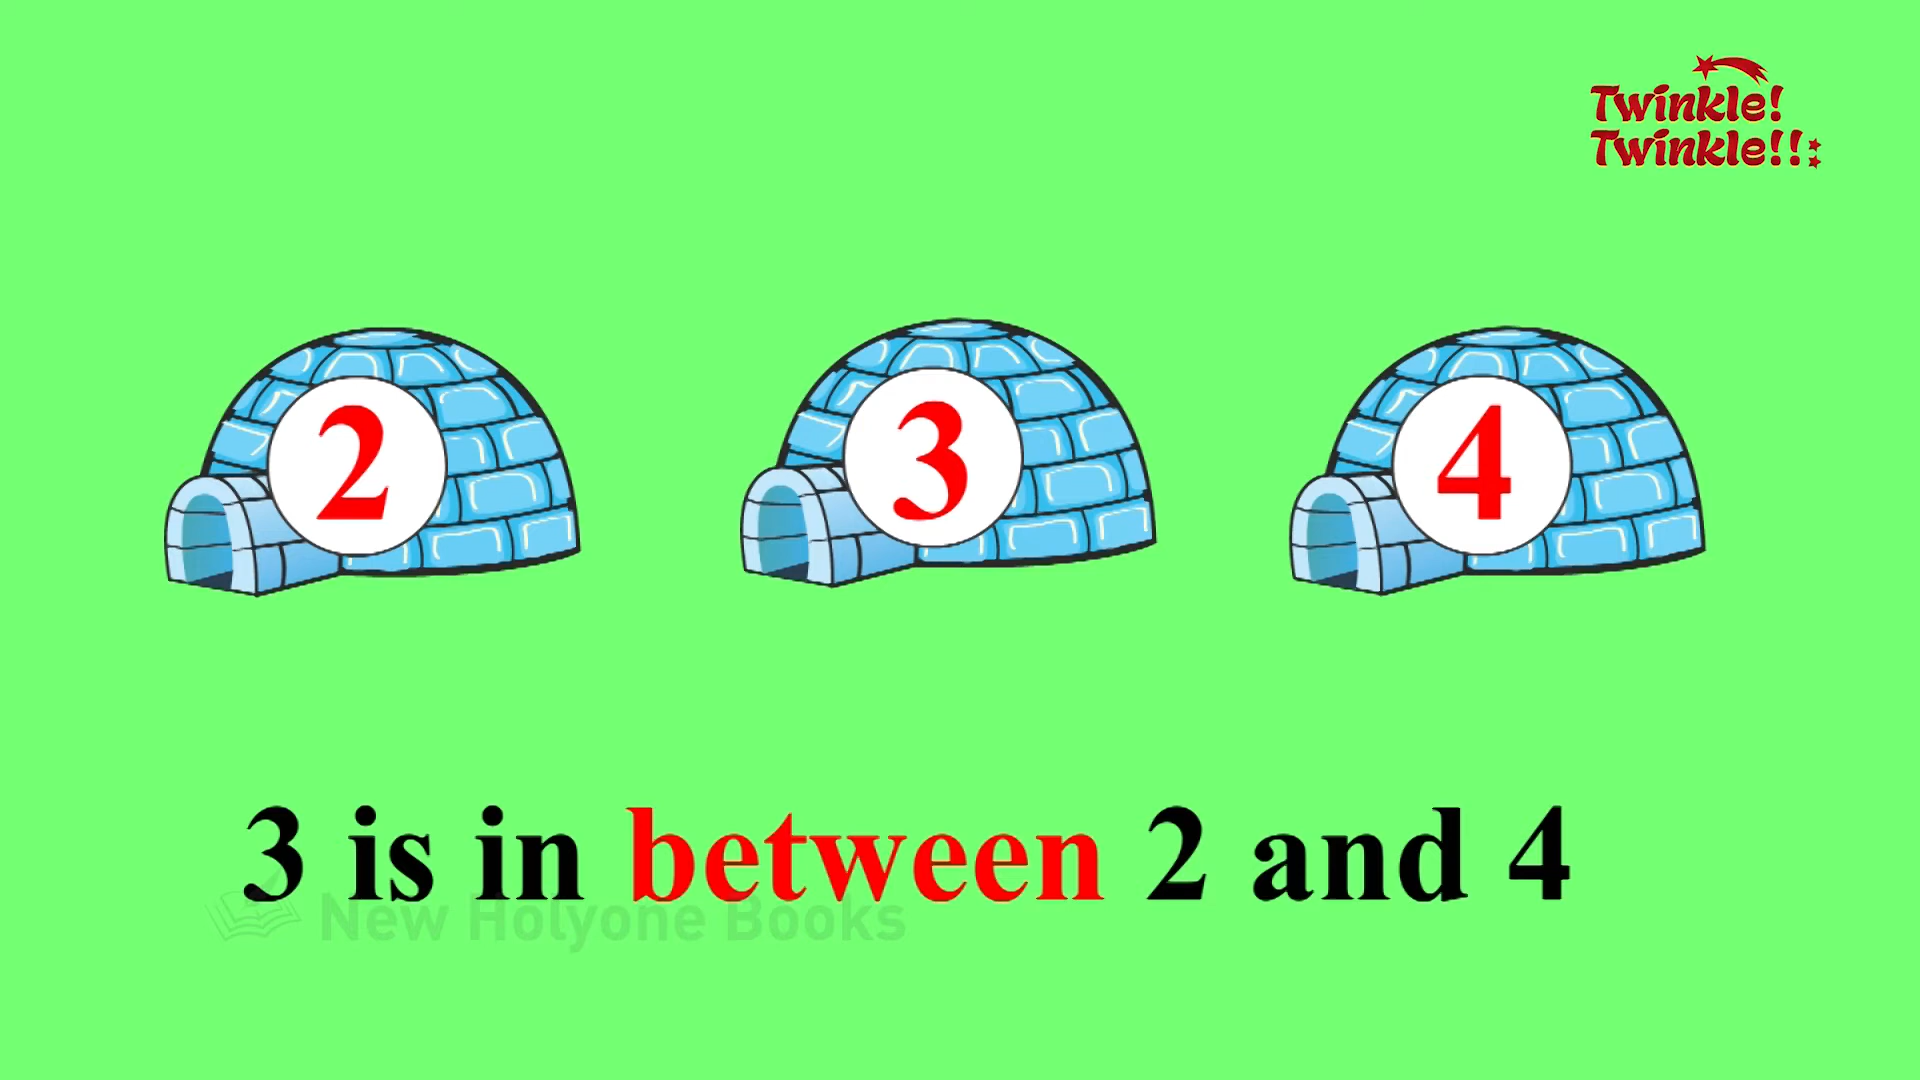 Twinkle!
Twinkle!!
2 3 4
3 is in between 2 and 4
New Holyone Books